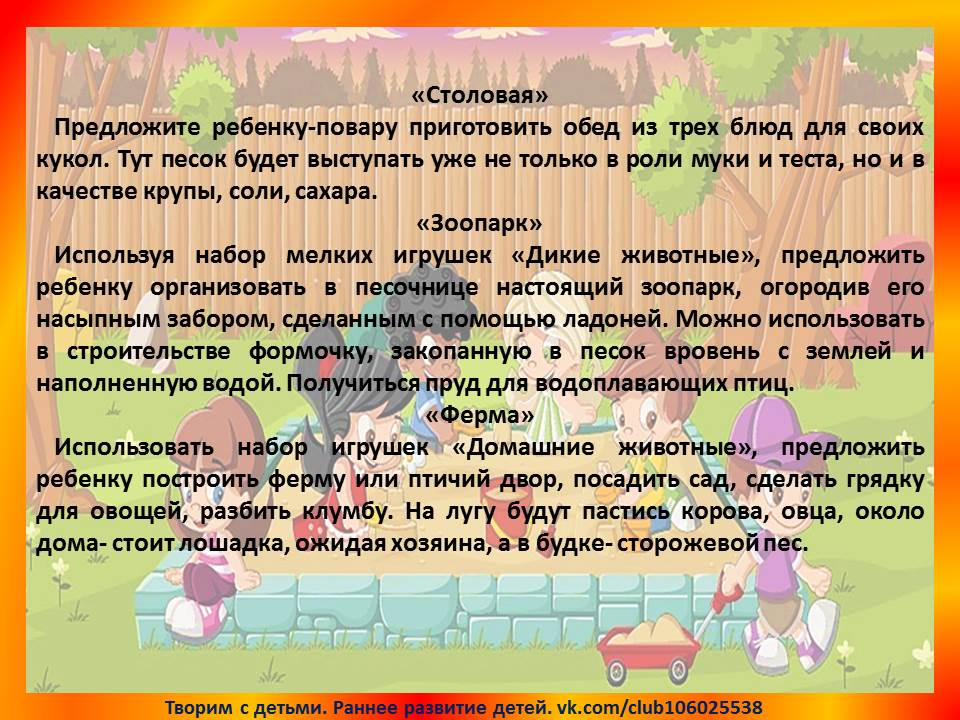 «Столовая»
Предложите ребенку-повару приготовить обед из трех блюд для своих
кукол. Тут песок будет выступать уже не только в роли муки и теста, но и в
качестве крупы, соли, сахара.
«Зоопарк»
Используя набор мелких игрушек «Дикие животные», предложить
ребенку организовать в песочнице настоящий зоопарк, огородив его
насыпным забором, сделанным с помощью ладоней. Можно использовать
в строительстве формочку, закопанную в песок вровень с землей и
наполненную водой. Получиться пруд для водоплавающих птиц.
«Ферма»
Использовать набор игрушек «Домашние животные», предложить
ребенку построить ферму или птичий двор, посадить сад, сделать грядку
для овощей, разбить клумбу. На лугу будут пастись корова, овца, около
дома- стоит лошадка, ожидая хозяина, а в будке- сторожевой пес.
Творим с детьми. Раннее развитие детей. vk.com/club106025538